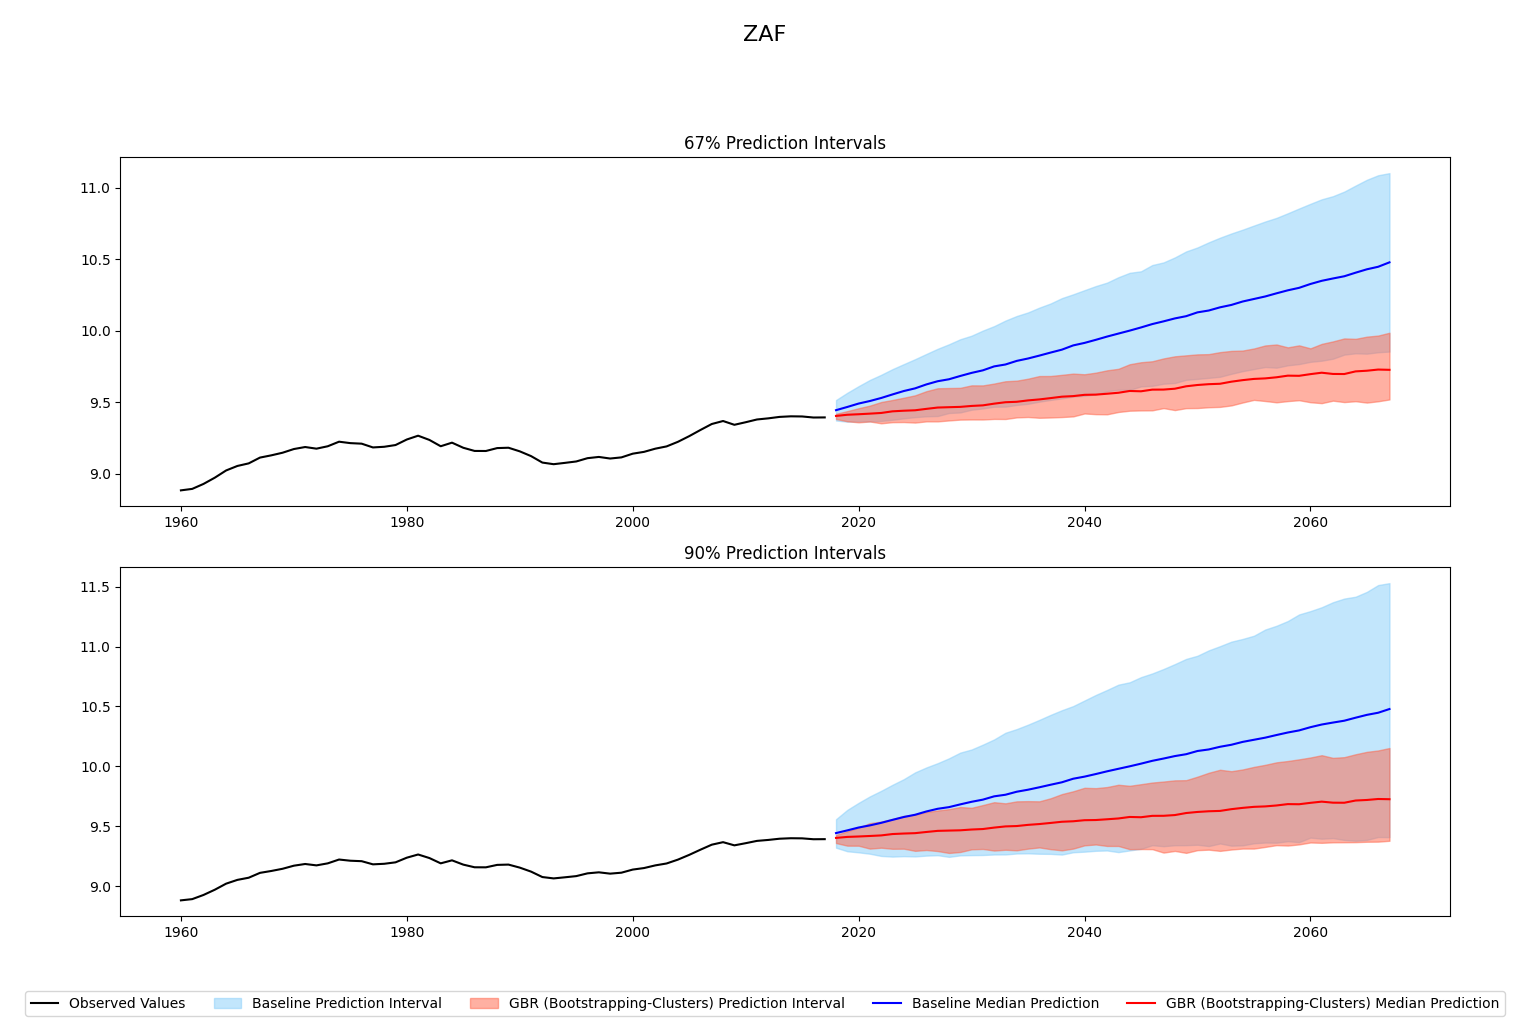 ZAF
67% Prediction Intervals
11.0
10.5
10.0
9.5
9.0
1960 1980 2000 2020 2040 2060
90% Prediction Intervals
11.5
11.0
10.5
10.0
9.5
9.0
1960 1980 2000 2020 2040 2060
Observed Values Baseline Prediction Interval GBR (Bootstrapping-Clusters) Prediction Interval Baseline Median Prediction GBR (Bootstrapping-Clusters) Median Prediction